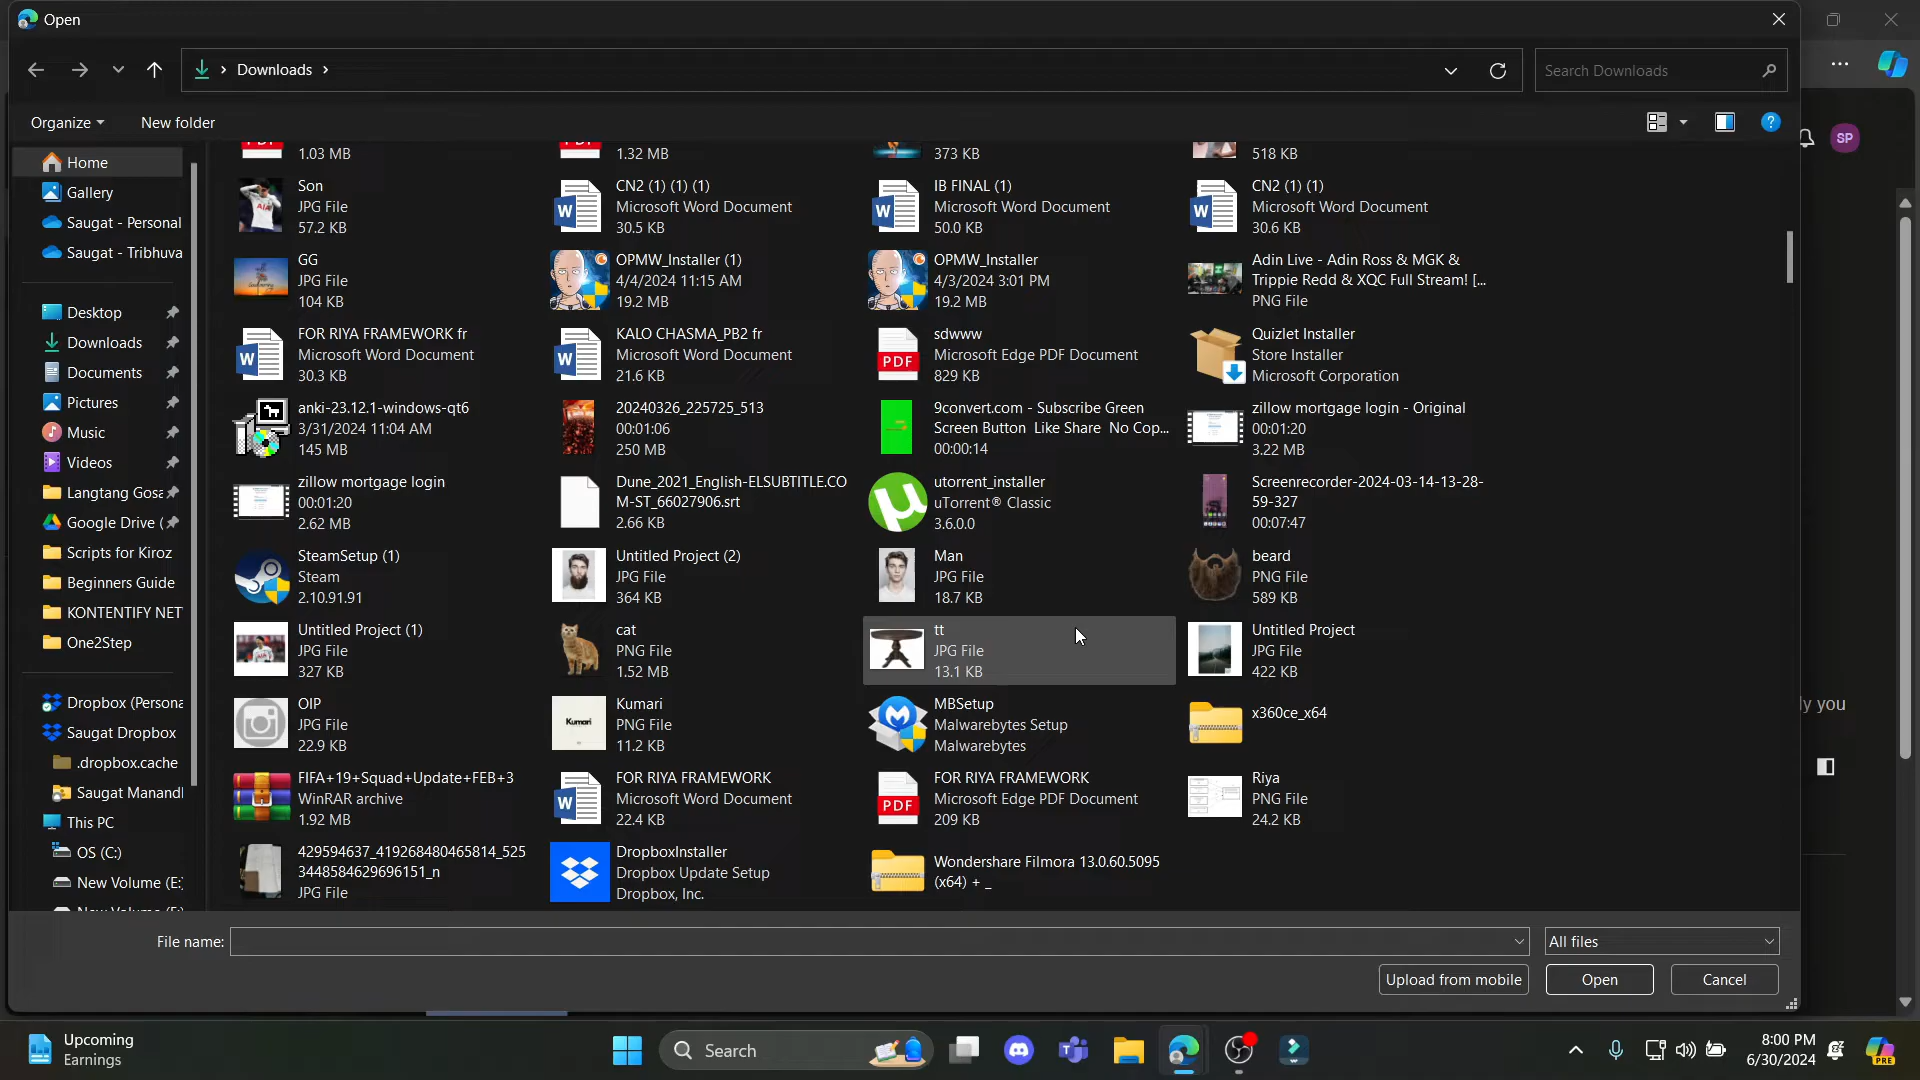 Open
Downloads
Search Downloads
Organize
New folder
Home
Gallery
Saugat - Personal
Saugat - Tribhuva
Desktop
Downloads
Documents
Pictures
Music
Videos
Langtang Gosa
Google Drive (
Scripts for Kiroz
Beginners Guide
KONTENTIFY NET
One2Step
Dropbox (Persona
Saugat Dropbox
.dropbox.cache
Saugat Manandl
This PC
OS (C:)
New Volume (E:
1.03 MB
1.32 MB
373 KB
518 KB
Son
JPG File
57.2 KB
CN2 (1) (1) (1)
Microsoft Word Document
30.5 KB
IB FINAL (1)
Microsoft Word Document
50.0 KB
CN2 (1) (1)
Microsoft Word Document
30.6 KB
GG
JPG File
104 KB
OPMW_Installer (1)
4/4/2024 11:15 AM
19.2 MB
OPMW_Installer
4/3/2024 3:01 PM
19.2 MB
Adin Live - Adin Ross & MGK &
Trippie Redd & XQC Full Stream! [...
PNG File
FOR RIYA FRAMEWORK fr
Microsoft Word Document
30.3 KB
KALO CHASMA_PB2 fr
Microsoft Word Document
21.6 KB
PDF
sdwww
Microsoft Edge PDF Document
829 KB
Quizlet Installer
Store Installer
Microsoft Corporation
anki-23.12.1-windows-qt6
3/31/2024 11:04 AM
145 MB
20240326_225725_513
00:01:06
250 MB
9convert.com - Subscribe Green
Screen Button Like Share No Cop...
00:00:14
zillow mortgage login - Original
00:01:20
3.22 MB
zillow mortgage login
00:01:20
2.62 MB
Dune_2021_English-ELSUBTITLE.CO
M-ST_66027906.srt
2.66 KB
utorrent_installer
uTorrent® Classic
3.6.0.0
Screenrecorder-2024-03-14-13-28-
59-327
00:07:47
SteamSetup (1)
Steam
2.10.91.91
Untitled Project (2)
JPG File
364 KB
Man
JPG File
18.7 KB
beard
PNG File
589 KB
Untitled Project (1)
JPG File
327 KB
cat
PNG File
1.52 MB
tt
JPG File
13.1 KB
Untitled Project
JPG File
422 KB
OIP
JPG File
22.9 KB
Kumari
Kumari
PNG File
11.2 KB
MBSetup
Malwarebytes Setup
Malwarebytes
x360ce_x64
FIFA+19+Squad+Update+FEB+3
WinRAR archive
1.92 MB
FOR RIYA FRAMEWORK
Microsoft Word Document
22.4 KB
PDF
FOR RIYA FRAMEWORK
Microsoft Edge PDF Document
209 KB
Riya
PNG File
24.2 KB
429594637_419268480465814_525
3448584629696151_n
JPG File
DropboxInstaller
Dropbox Update Setup
Dropbox, Inc.
Wondershare Filmora 13.0.60.5095
(x64) + _
SP
ly you
File name:
All files
Upload from mobile
Open
Cancel
Upcoming
Earnings
Search
8:00 PM
6/30/2024
PRE